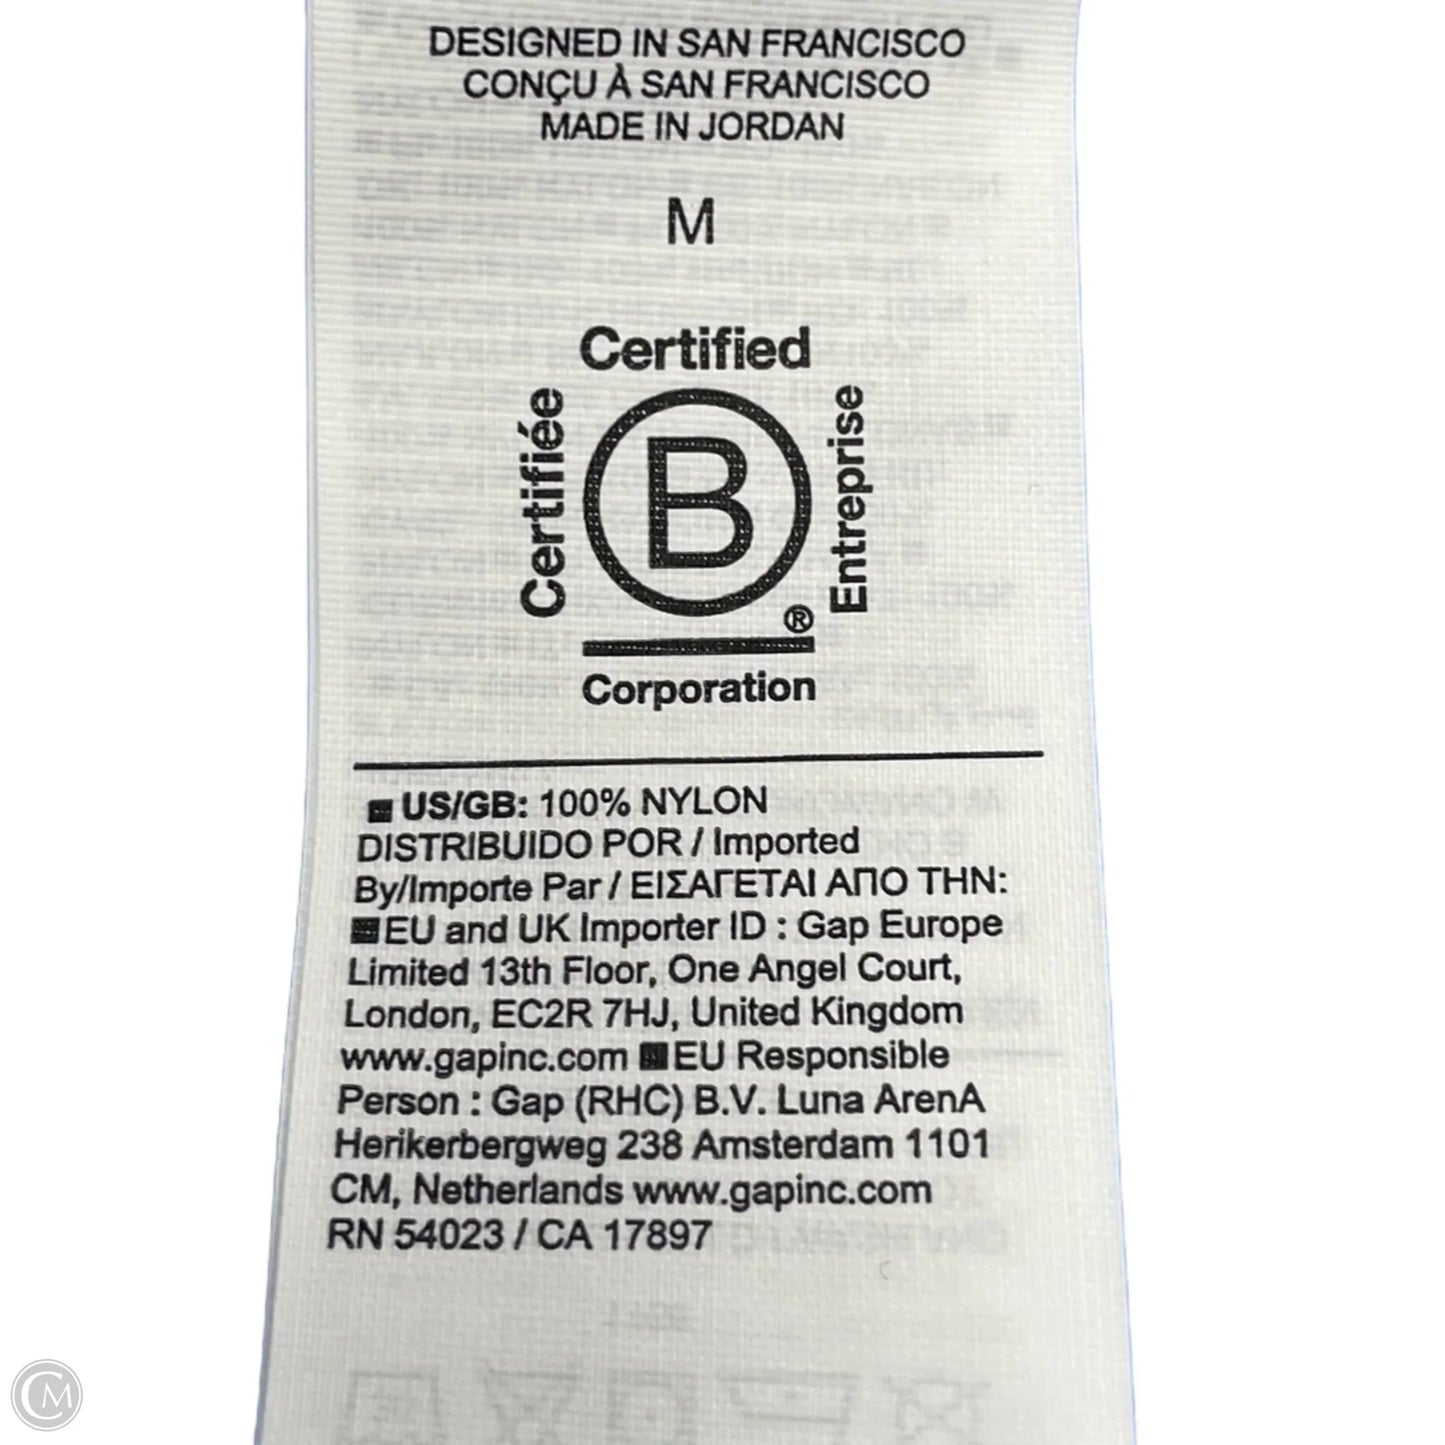 DESIGNED IN SAN FRANCISCO
CONÇU À SAN FRANCISCO
MADE IN JORDAN
M
Certified
Certifiée
B
Entreprise
®
Corporation
US/GB: 100% NYLON
DISTRIBUIDO POR / Imported
By/Importe Par / ΕΙΣΑΓΕΤΑΙ ΑΠΟ ΤΗΝ:
EU and UK Importer ID : Gap Europe
Limited 13th Floor, One Angel Court,
London, EC2R 7HJ, United Kingdom
www.gapinc.com EU Responsible
Person : Gap (RHC) B.V. Luna ArenA
Herikerbergweg 238 Amsterdam 1101
CM, Netherlands www.gapinc.com
RN 54023 / CA 17897
CM